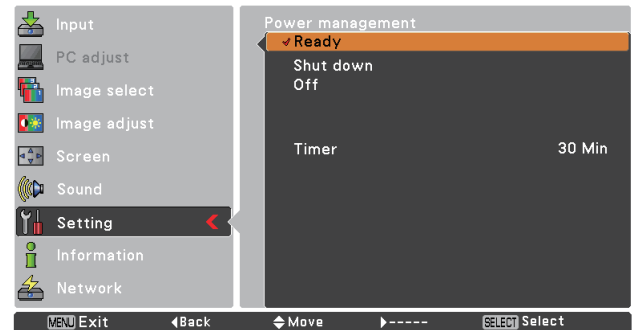 Input
PC adjust
Image select
Image adjust
Screen
Sound
Setting
Information
Network
Power management
✓Ready
Shut down
Off
Timer 30 Min
MENU Exit ◀Back ◆Move ▶----- SELECT Select